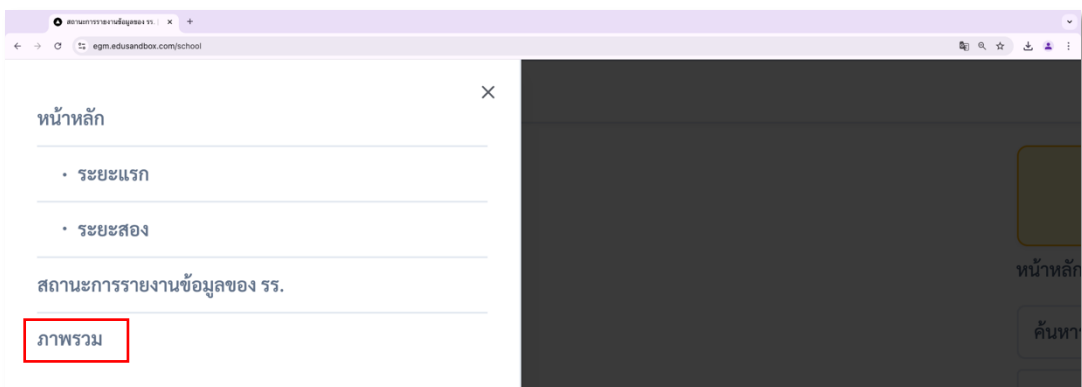 สถานะการรายงานข้อมูลของ รร. |
egm.edusandbox.com/school
หน้าหลัก
• ระยะแรก
• ระยะสอง
สถานะการรายงานข้อมูลของ รร.
ภาพรวม
หน้าหลัก
ค้นหา